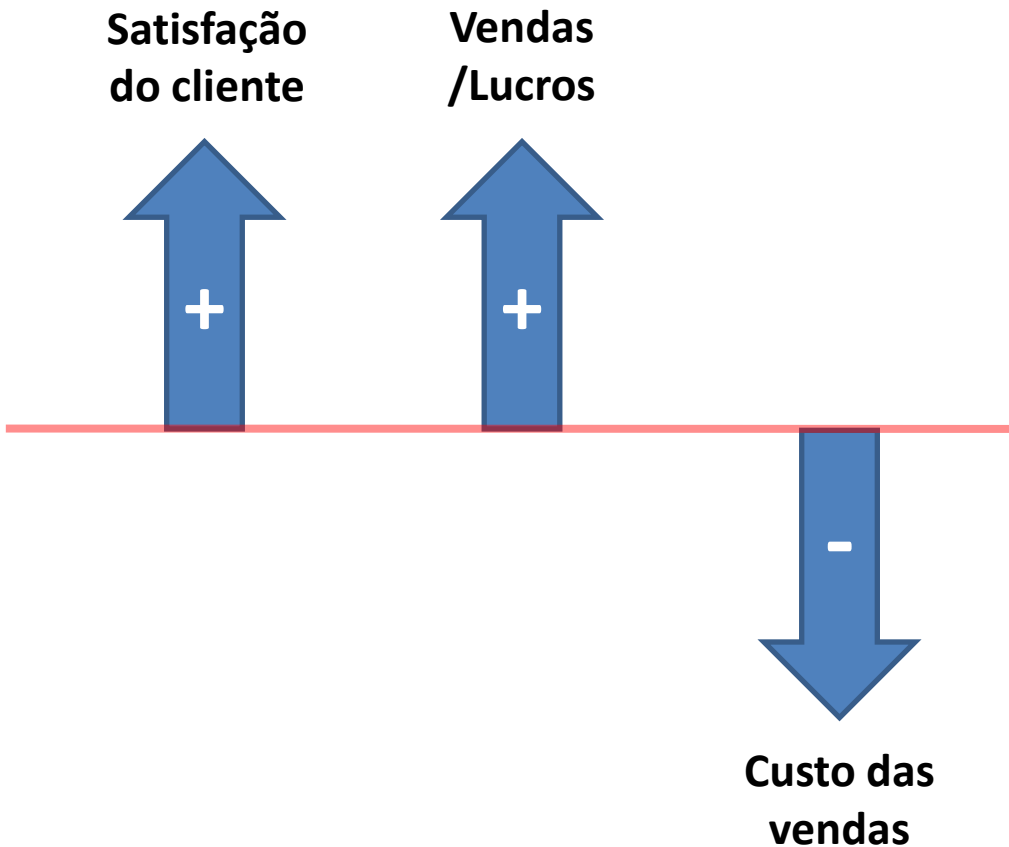 Satisfação
do cliente
Vendas
/Lucros
+
+
-
Custo das
vendas